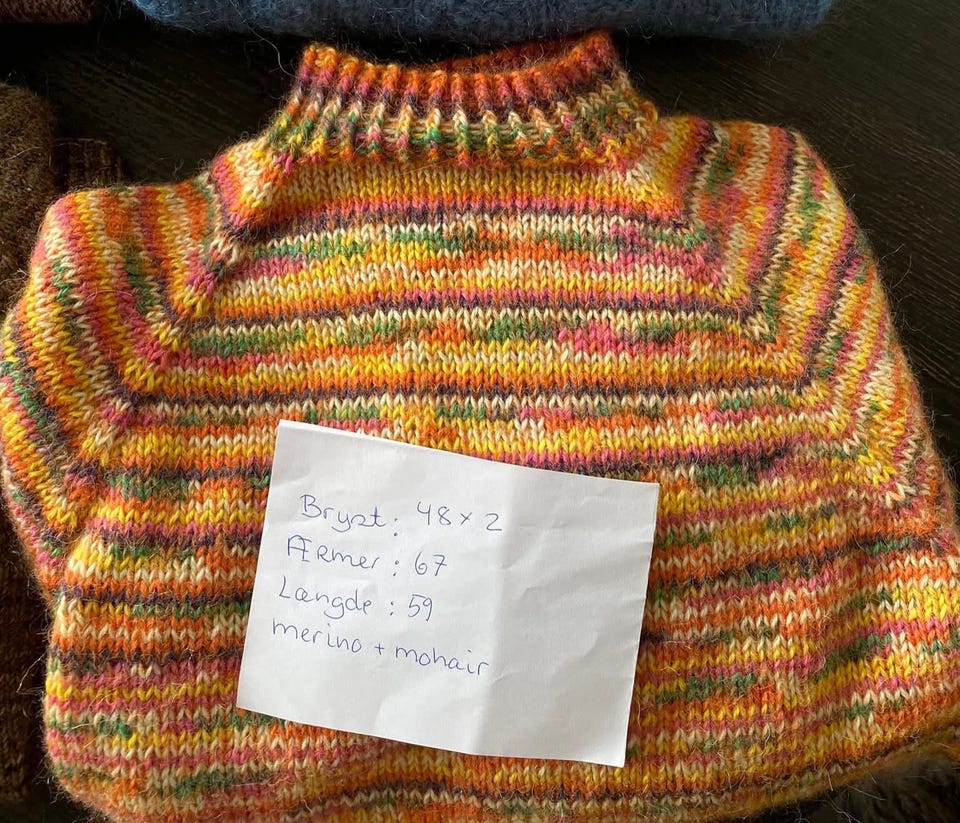 Bryst: 48 x 2
Ærmer: 67
Længde: 59
merino + mohair